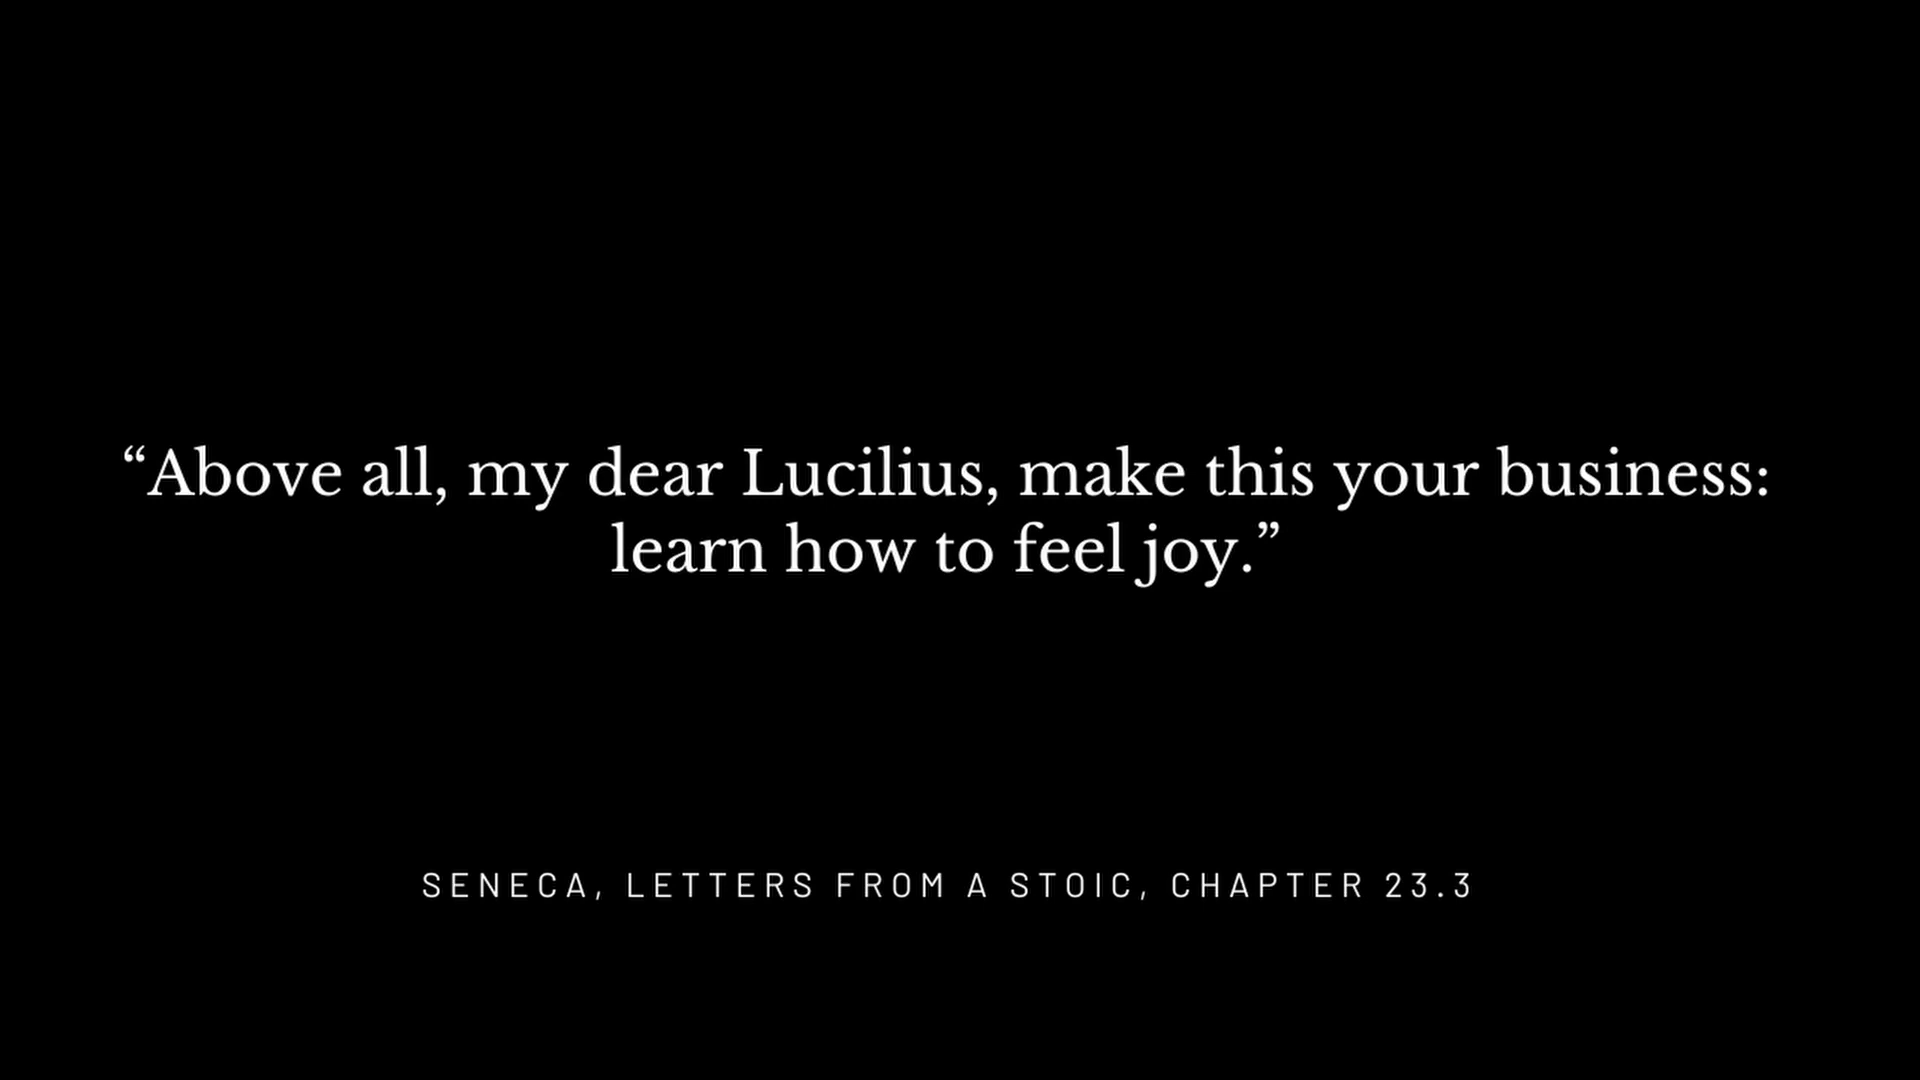 “Above all, my dear Lucilius, make this your business:
learn how to feel joy.”
SENECA, LETTERS FROM A STOIC, CHAPTER 23.3